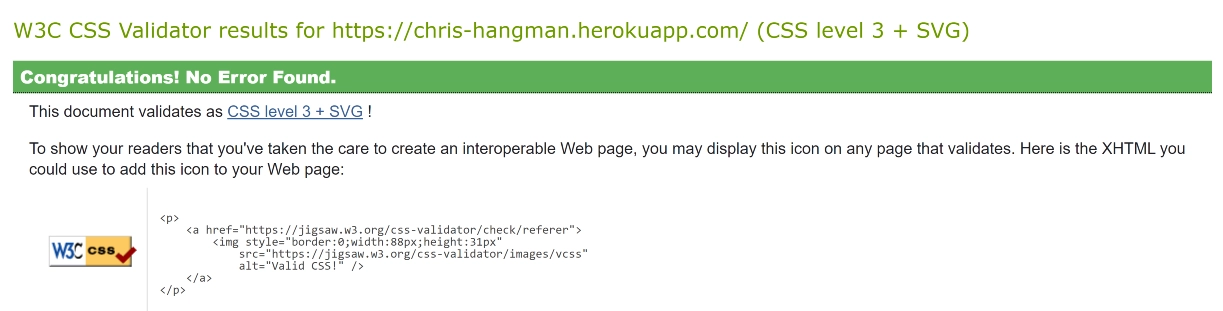 W3C CSS Validator results for https://chris-hangman.herokuapp.com/ (CSS level 3 + SVG)
Congratulations! No Error Found.
This document validates as CSS level 3 + SVG !
To show your readers that you've taken the care to create an interoperable Web page, you may display this icon on any page that validates. Here is the XHTML you
could use to add this icon to your Web page:
W3C css
<p>
    <a href="https://jigsaw.w3.org/css-validator/check/referer">
        <img style="border:0;width:88px;height:31px"
            src="https://jigsaw.w3.org/css-validator/images/vcss"
            alt="Valid CSS!" />
    </a>
</p>